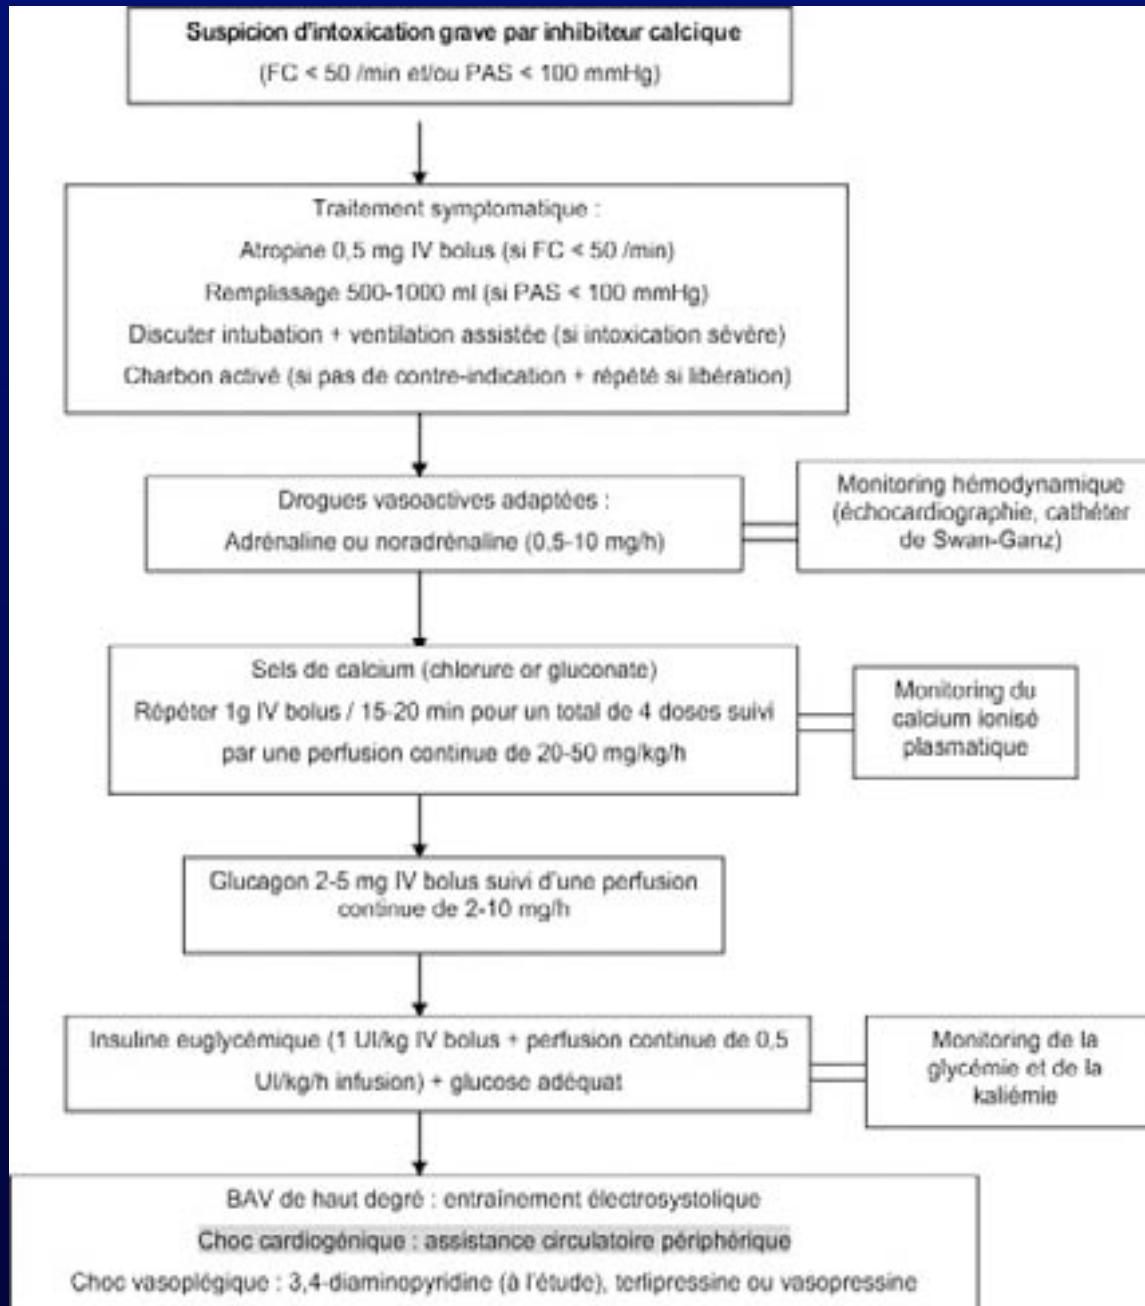 Suspicion d'intoxication grave par inhibiteur calcique
(FC < 50 /min et/ou PAS < 100 mmHg)
Traitement symptomatique :
Atropine 0,5 mg IV bolus (si FC < 50 /min)
Remplissage 500-1000 ml (si PAS < 100 mmHg)
Discuter intubation + ventilation assistée (si intoxication sévère)
Charbon activé (si pas de contre-indication + répété si libération)
Drogues vasoactives adaptées :
Adrénaline ou noradrénaline (0,5-10 mg/h)
Monitoring hémodynamique
(échocardiographie, cathéter
de Swan-Ganz)
Sels de calcium (chlorure or gluconate)
Répéter 1g IV bolus / 15-20 min pour un total de 4 doses suivi
par une perfusion continue de 20-50 mg/kg/h
Monitoring du
calcium ionisé
plasmatique
Glucagon 2-5 mg IV bolus suivi d'une perfusion
continue de 2-10 mg/h
Insuline euglycémique (1 UI/kg IV bolus + perfusion continue de 0,5
UI/kg/h infusion) + glucose adéquat
Monitoring de la
glycémie et de la
kaliémie
BAV de haut degré : entraînement électrosystolique
Choc cardiogénique : assistance circulatoire périphérique
Choc vasoplégique : 3,4-diaminopyridine (à l'étude), terlipressine ou vasopressine